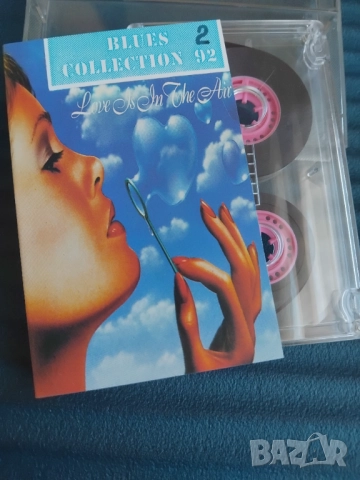 BLUES 2
COLLECTION 92
Love Is In The Air
BAZAR